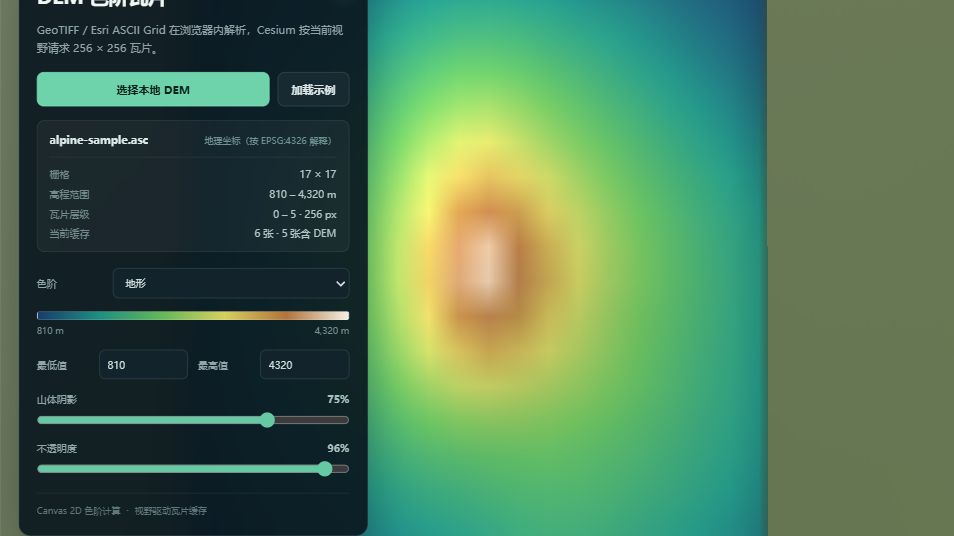 DEM 色阶瓦片
GeoTIFF / Esri ASCII Grid 在浏览器内解析，Cesium 按当前视
野请求 256 × 256 瓦片。
选择本地 DEM
加载示例
alpine-sample.asc
地理坐标（按 EPSG:4326 解释）
栅格
17 × 17
高程范围
810 – 4,320 m
瓦片层级
0 – 5 · 256 px
当前缓存
6 张 · 5 张含 DEM
色阶
地形
810 m
4,320 m
最低值
810
最高值
4320
山体阴影
75%
不透明度
96%
Canvas 2D 色阶计算 · 视野驱动瓦片缓存